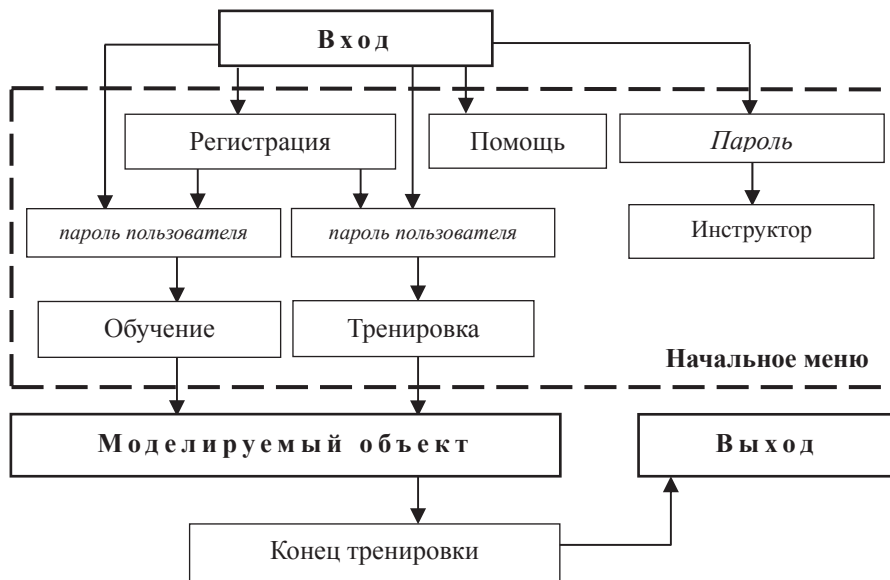 Вход
Регистрация
Помощь
Пароль
пароль пользователя
пароль пользователя
Инструктор
Обучение
Тренировка
Начальное меню
Моделируемый объект
Выход
Конец тренировки